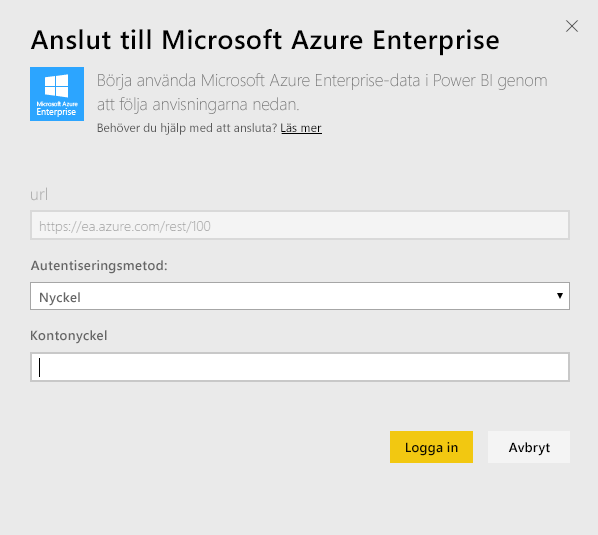 Anslut till Microsoft Azure Enterprise
Microsoft Azure
Enterprise
Börja använda Microsoft Azure Enterprise-data i Power BI genom
att följa anvisningarna nedan.
Behöver du hjälp med att ansluta? Läs mer
url
https://ea.azure.com/rest/100
Autentiseringsmetod:
Nyckel
Kontonyckel
Logga in
Avbryt